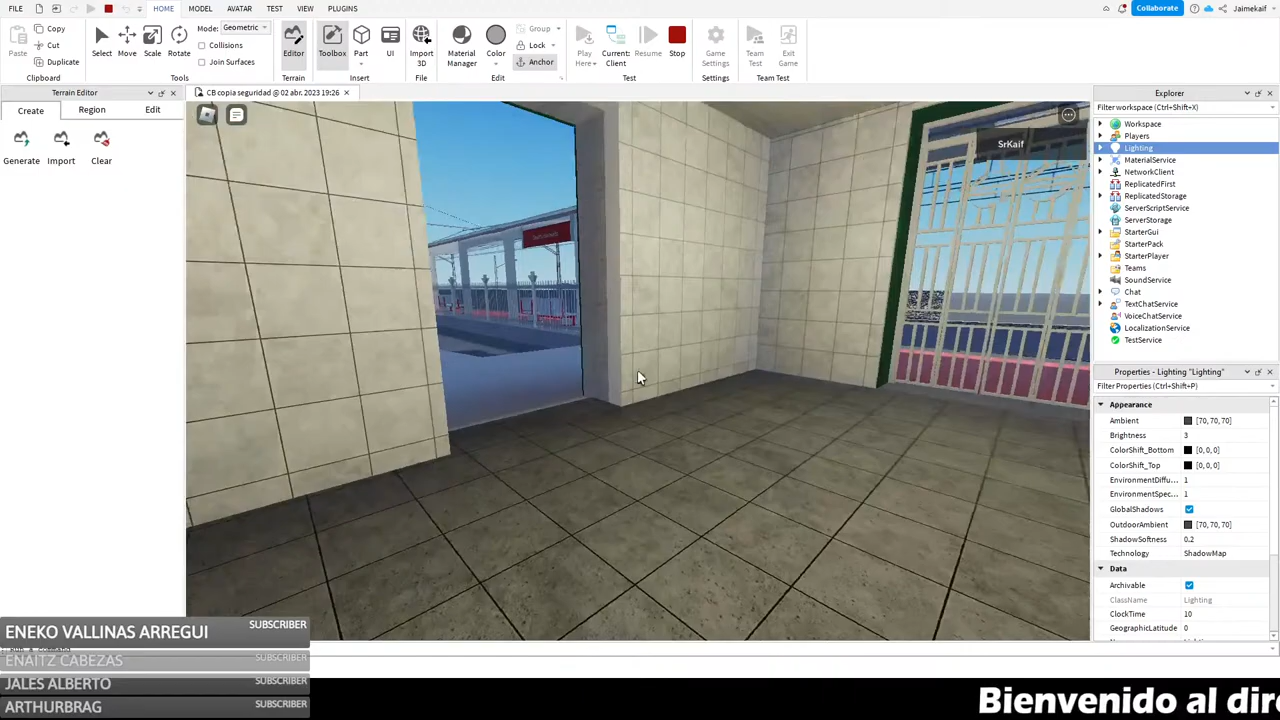 FILE HOME MODEL AVATAR TEST VIEW PLUGINS Collaborate Jaimekaif
Copy
Cut
Duplicate
Paste
Clipboard
Select Move Scale Rotate
Mode: Geometric
Collisions
Join Surfaces
Tools
Editor
Terrain
Toolbox Part UI
Insert
Import 3D
File
Material Manager Color
Group
Lock
Anchor
Edit
Play Here Current: Client Resume Stop
Test
Game Settings
Settings
Team Test Exit Game
Team Test
Terrain Editor
Create Region Edit
Generate Import Clear
CB copia seguridad @ 02 abr. 2023 19:26
SrKaif
Explorer
Filter workspace (Ctrl+Shift+X)
Workspace
Players
Lighting
MaterialService
NetworkClient
ReplicatedFirst
ReplicatedStorage
ServerScriptService
ServerStorage
StarterGui
StarterPack
StarterPlayer
Teams
SoundService
Chat
TextChatService
VoiceChatService
LocalizationService
TestService
Properties - Lighting "Lighting"
Filter Properties (Ctrl+Shift+P)
Appearance
Ambient [70, 70, 70]
Brightness 3
ColorShift_Bottom [0,0,0]
ColorShift_Top [0,0,0]
EnvironmentDiffu... 1
EnvironmentSpec... 1
GlobalShadows
OutdoorAmbient [70, 70, 70]
ShadowSoftness 0.2
Technology ShadowMap
Data
Archivable
ClassName Lighting
ClockTime 10
GeographicLatitude 0
ENEKO VALLINAS ARREGUI SUBSCRIBER
ENAITZ CABEZAS SUBSCRIBER
JALES ALBERTO SUBSCRIBER
ARTHURBRAG SUBSCRIBER
Bienvenido al dire